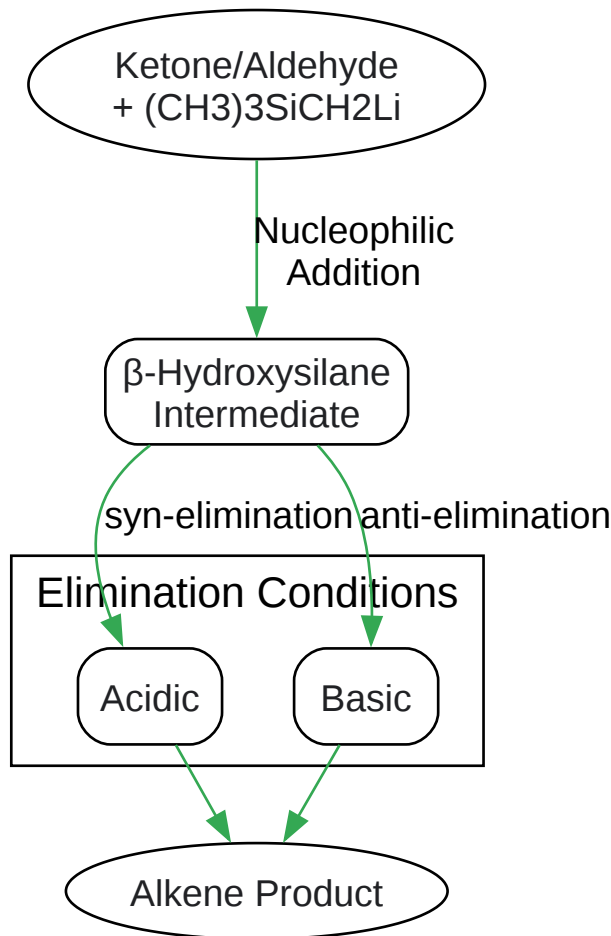 Ketone/Aldehyde
+ (CH3)3SiCH2Li
Nucleophilic
Addition
β-Hydroxysilane
Intermediate
syn-elimination
anti-elimination
Elimination Conditions
Acidic
Basic
Alkene Product